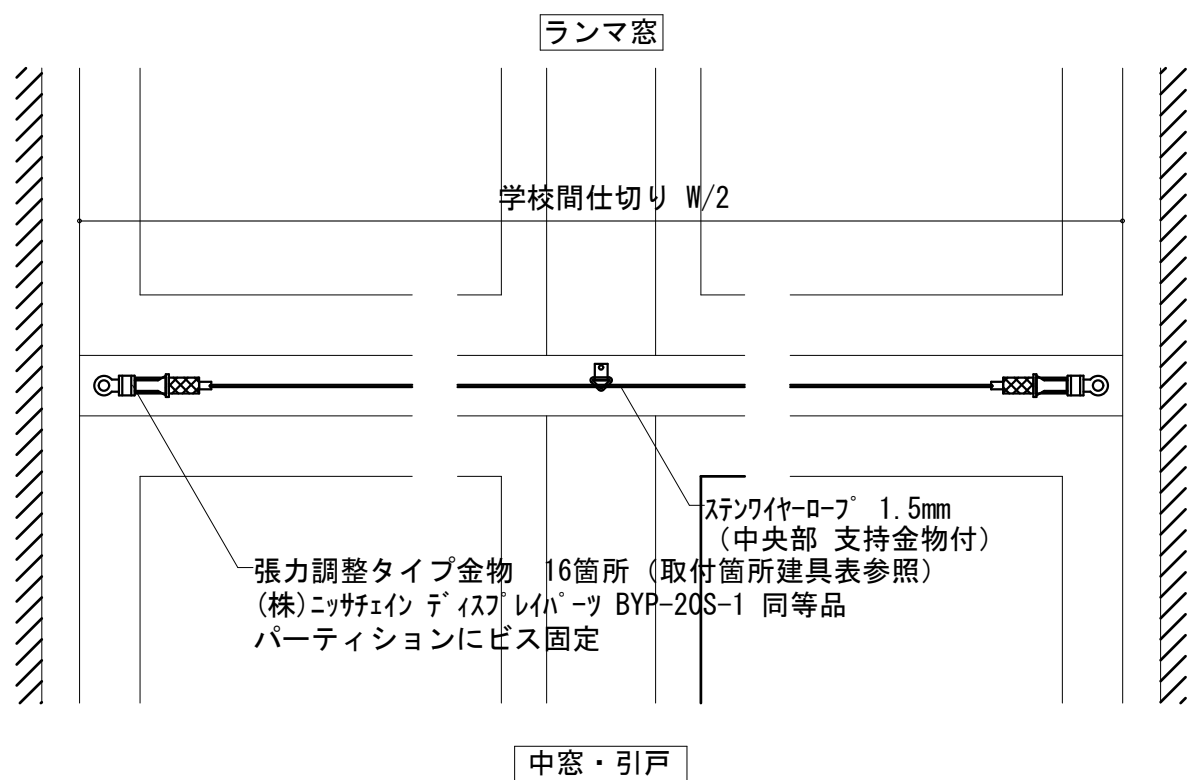 ランマ窓
学校間仕切り W/2
ｽﾃﾝﾜｲﾔｰﾛｰﾌﾟ 1.5mm
(中央部 支持金物付)
張力調整タイプ金物 16箇所 (取付箇所建具表参照)
(株)ﾆｯｻﾁｪｲﾝ ﾃﾞｨｽﾌﾟﾚｲﾊﾟｰﾂ BYP-20S-1 同等品
パーティションにビス固定
中窓・引戸